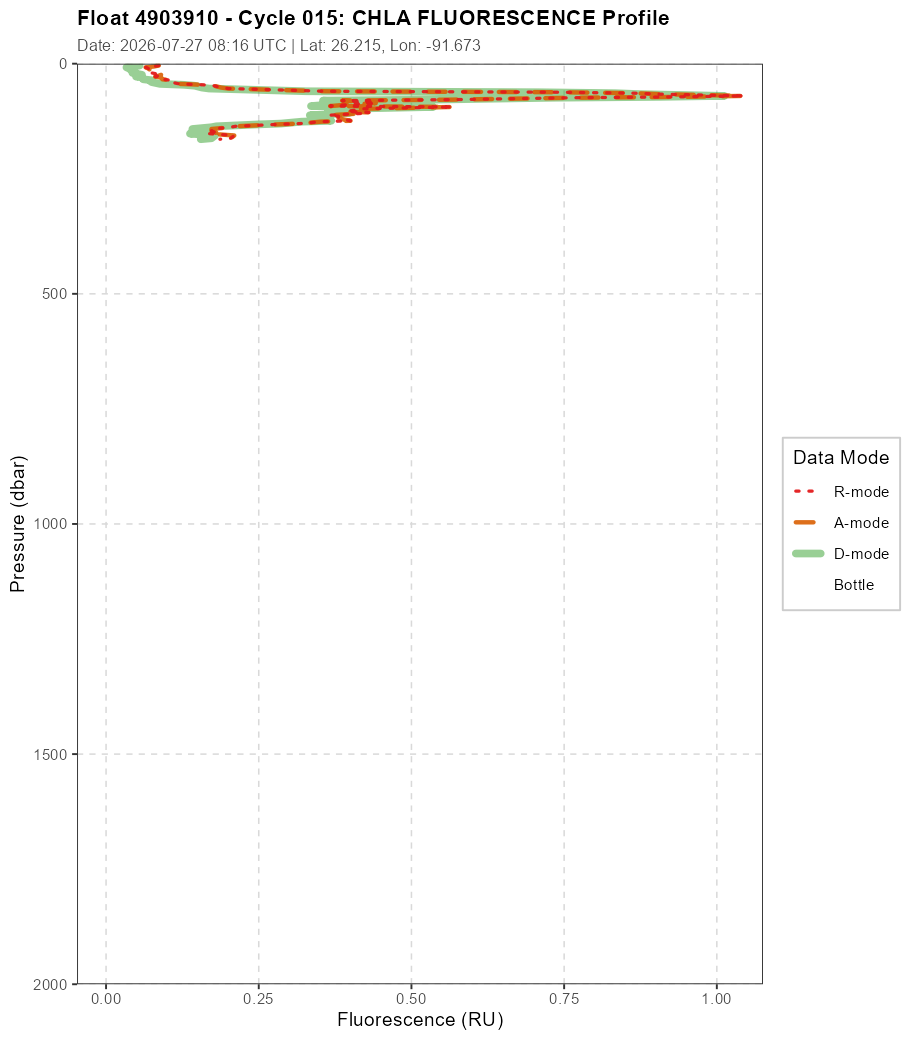 Float 4903910 - Cycle 015: CHLA FLUORESCENCE Profile
Date: 2026-07-27 08:16 UTC | Lat: 26.215, Lon: -91.673
0
500
1000
1500
2000
Pressure (dbar)
0.00 0.25 0.50 0.75 1.00
Fluorescence (RU)
Data Mode
R-mode
A-mode
D-mode
Bottle